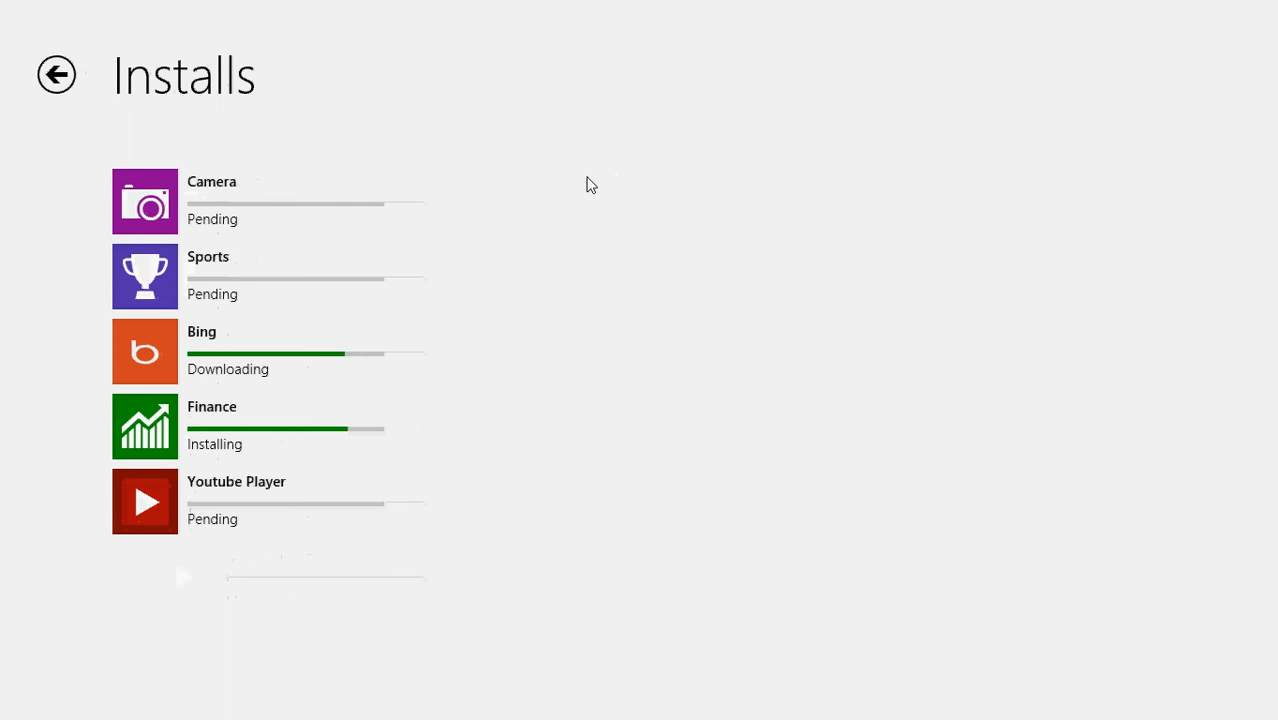 Installs
Camera
Pending
Sports
Pending
Bing
Downloading
Finance
Installing
Youtube Player
Pending